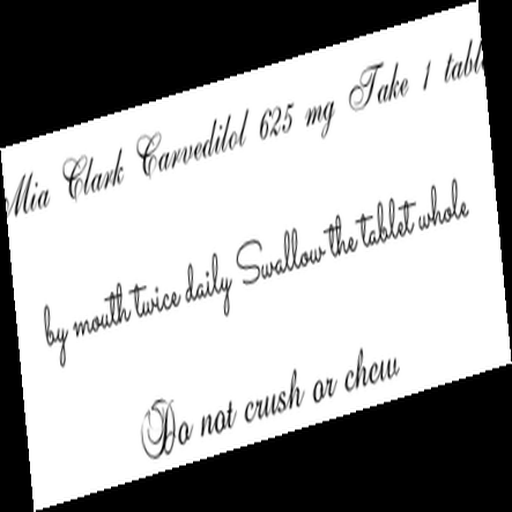 Mia Clark Carvedilol 625 mg Take 1 tabl
by mouth twice daily Swallow the tablet whole
Do not crush or chew